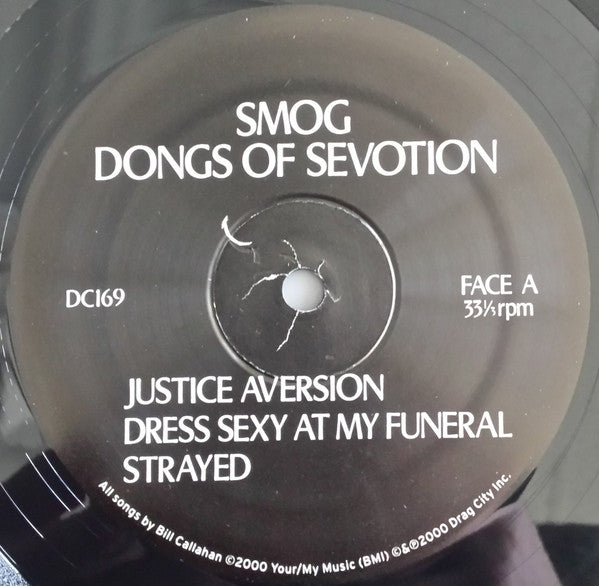 SMOG
DONGS OF SEVOTION
DC169
FACE A
33⅓rpm
JUSTICE AVERSION
DRESS SEXY AT MY FUNERAL
STRAYED
All songs by Bill Callahan ©2000 Your/My Music (BMI) ©&℗2000 Drag City Inc.